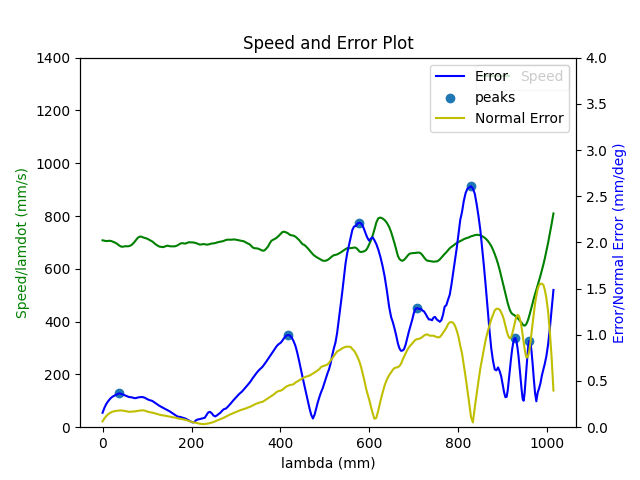 Speed and Error Plot
1400
1200
1000
800
600
400
200
0
Speed/lamdot (mm/s)
0
200
400
600
800
1000
lambda (mm)
4.0
3.5
3.0
2.5
2.0
1.5
1.0
0.5
0.0
Error/Normal Error (mm/deg)
Error
Speed
peaks
Normal Error